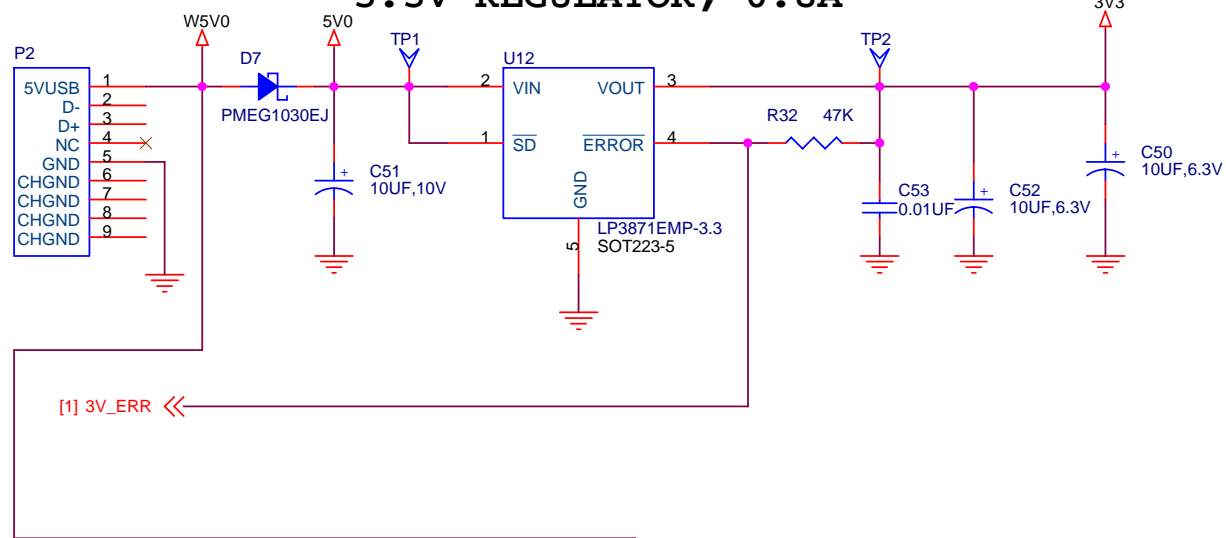 3.3V REGULATOR, 0.8A
W5V0
5V0
3V3
P2
D7
TP1
U12
TP2
5VUSB 1
D- 2
D+ 3
NC 4
GND 5
CHGND 6
CHGND 7
CHGND 8
CHGND 9
PMEG1030EJ
2 VIN
VOUT 3
1 SD
ERROR 4
GND
5
R32 47K
+
C51
10UF,10V
LP3871EMP-3.3
SOT223-5
C53
0.01UF
+
C52
10UF,6.3V
+
C50
10UF,6.3V
[1] 3V_ERR